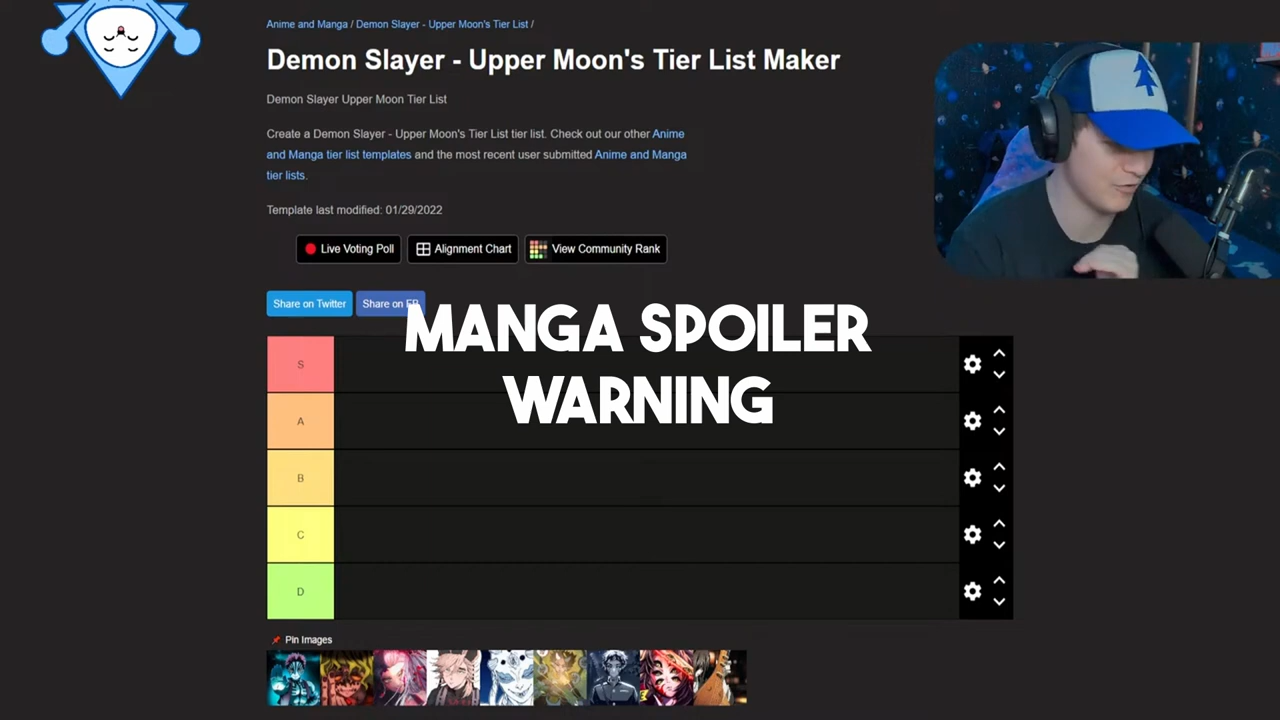 Anime and Manga / Demon Slayer - Upper Moon's Tier List /
Demon Slayer - Upper Moon's Tier List Maker
Demon Slayer Upper Moon Tier List
Create a Demon Slayer - Upper Moon's Tier List tier list. Check out our other Anime
and Manga tier list templates and the most recent user submitted Anime and Manga
tier lists.
Template last modified: 01/29/2022
Live Voting Poll
Alignment Chart
View Community Rank
Share on Twitter
Share on FB
MANGA SPOILER
WARNING
S
A
B
C
D
Pin Images